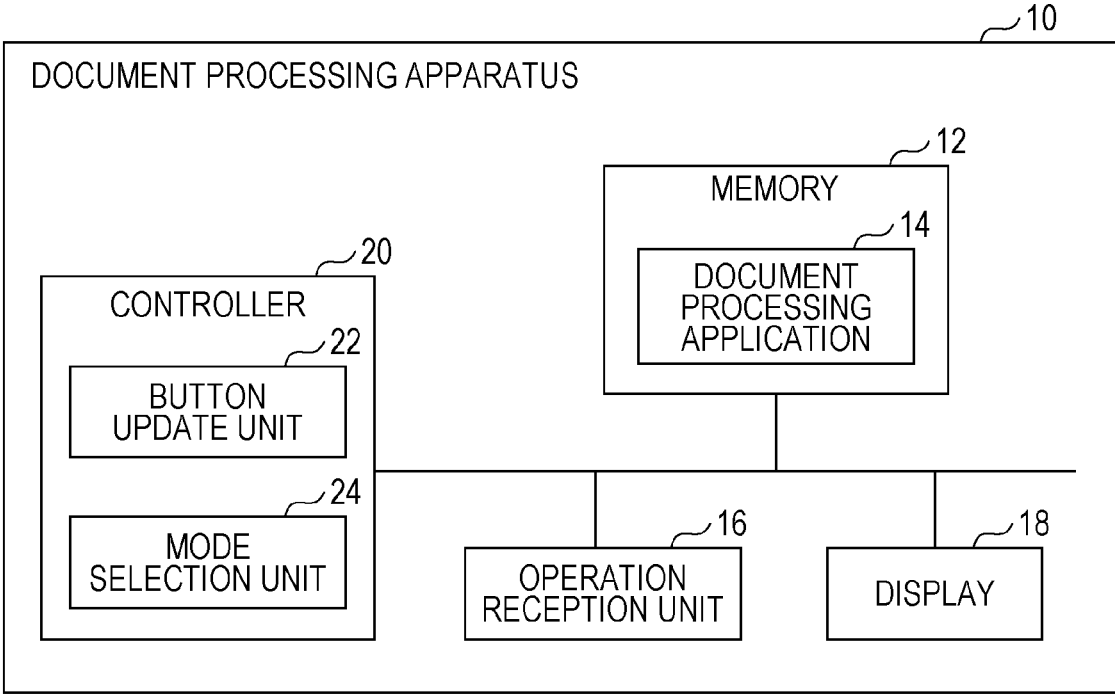 10
DOCUMENT PROCESSING APPARATUS
12
MEMORY
14
DOCUMENT
PROCESSING
APPLICATION
20
CONTROLLER
22
BUTTON
UPDATE UNIT
24
MODE
SELECTION UNIT
16
OPERATION
RECEPTION UNIT
18
DISPLAY